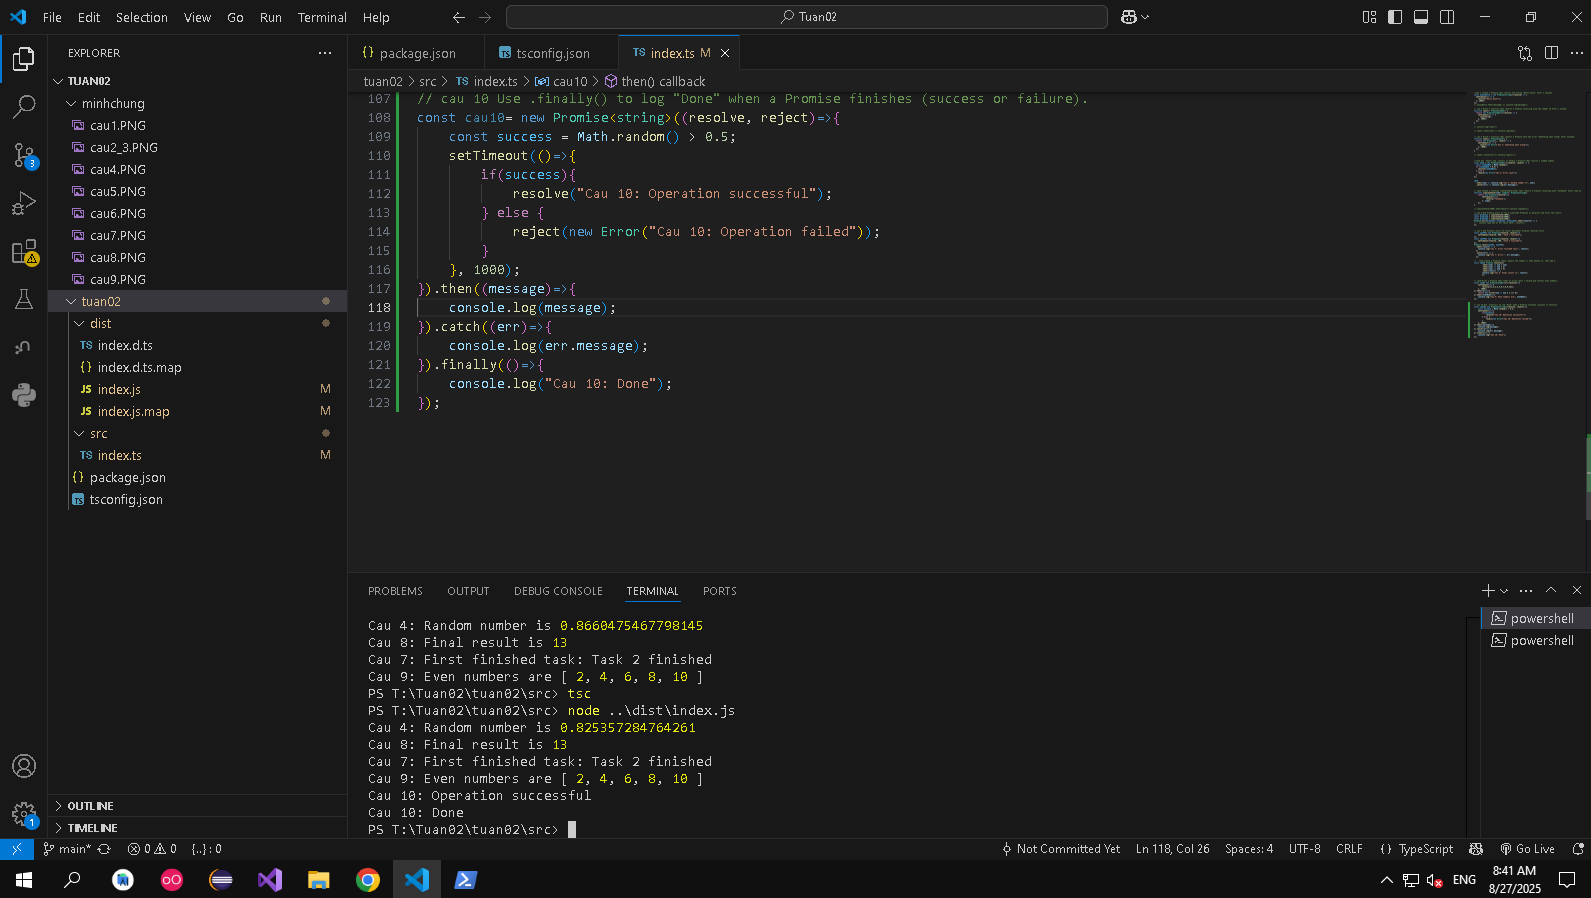 File Edit Selection View Go Run Terminal Help
Tuan02
EXPLORER
TUAN02
minhchung
cau1.PNG
cau2_3.PNG
cau4.PNG
cau5.PNG
cau6.PNG
cau7.PNG
cau8.PNG
cau9.PNG
tuan02
dist
TS index.d.ts
{} index.d.ts.map
JS index.js M
JS index.js.map M
src
TS index.ts M
{} package.json
TS tsconfig.json
OUTLINE
TIMELINE
3
1
{} package.json
TS tsconfig.json
TS index.ts M
tuan02 > src > TS index.ts > cau10 > then() callback
107 // cau 10 Use .finally() to log "Done" when a Promise finishes (success or failure).
108 const cau10= new Promise<string>((resolve, reject)=>{
109 const success = Math.random() > 0.5;
110 setTimeout(()=>{
111 if(success){
112 resolve("Cau 10: Operation successful");
113 } else {
114 reject(new Error("Cau 10: Operation failed"));
115 }
116 }, 1000);
117 }).then((message)=>{
118 console.log(message);
119 }).catch((err)=>{
120 console.log(err.message);
121 }).finally(()=>{
122 console.log("Cau 10: Done");
123 });
PROBLEMS OUTPUT DEBUG CONSOLE TERMINAL PORTS
Cau 4: Random number is 0.8660475467798145
Cau 8: Final result is 13
Cau 7: First finished task: Task 2 finished
Cau 9: Even numbers are [ 2, 4, 6, 8, 10 ]
PS T:\Tuan02\tuan02\src> tsc
PS T:\Tuan02\tuan02\src> node ..\dist\index.js
Cau 4: Random number is 0.825357284764261
Cau 8: Final result is 13
Cau 7: First finished task: Task 2 finished
Cau 9: Even numbers are [ 2, 4, 6, 8, 10 ]
Cau 10: Operation successful
Cau 10: Done
PS T:\Tuan02\tuan02\src>
powershell
powershell
main* 0 0 {..} : 0
Not Committed Yet Ln 118, Col 26 Spaces: 4 UTF-8 CRLF {} TypeScript Go Live
ENG
8:41 AM
8/27/2025